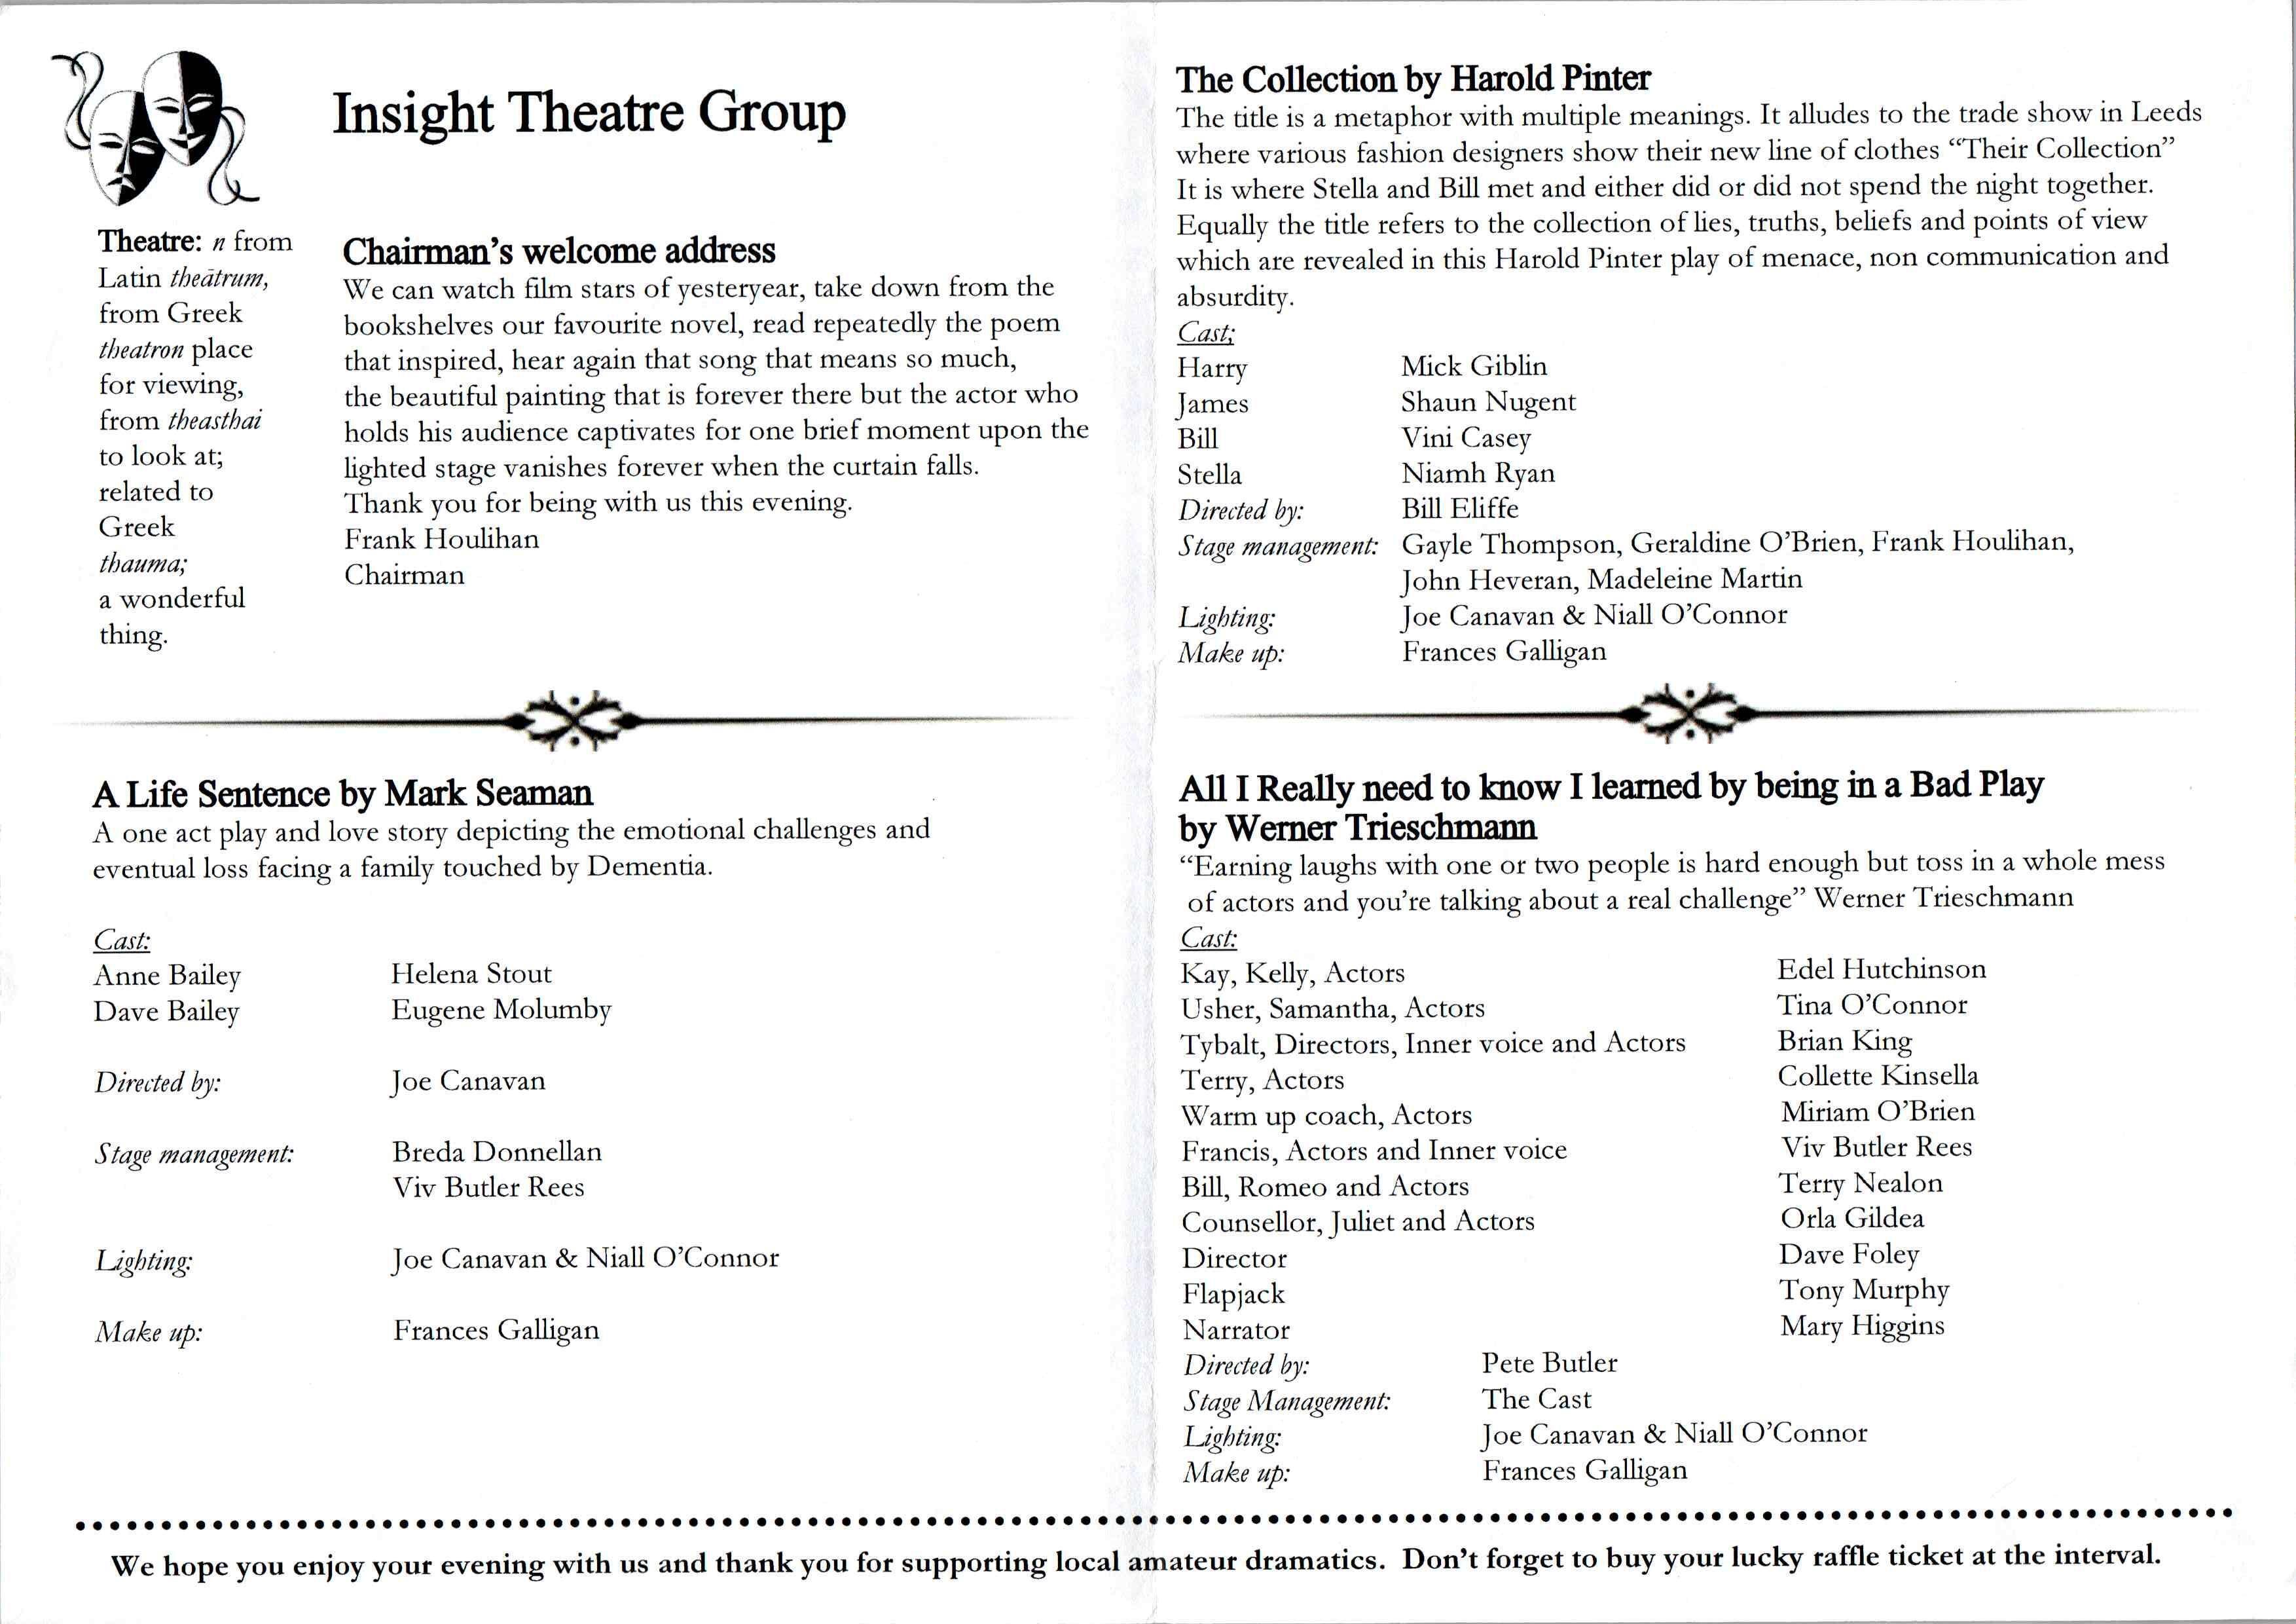 Insight Theatre Group
Theatre: n from
Latin theātrum,
from Greek
theatron place
for viewing,
from theasthai
to look at;
related to
Greek
thauma;
a wonderful
thing.
Chairman's welcome address
We can watch film stars of yesteryear, take down from the
bookshelves our favourite novel, read repeatedly the poem
that inspired, hear again that song that means so much,
the beautiful painting that is forever there but the actor who
holds his audience captivates for one brief moment upon the
lighted stage vanishes forever when the curtain falls.
Thank you for being with us this evening.
Frank Houlihan
Chairman
A Life Sentence by Mark Seaman
A one act play and love story depicting the emotional challenges and
eventual loss facing a family touched by Dementia.
Cast:
Anne Bailey Helena Stout
Dave Bailey Eugene Molumby
Directed by: Joe Canavan
Stage management: Breda Donnellan
Viv Butler Rees
Lighting: Joe Canavan & Niall O'Connor
Make up: Frances Galligan
The Collection by Harold Pinter
The title is a metaphor with multiple meanings. It alludes to the trade show in Leeds
where various fashion designers show their new line of clothes “Their Collection”
It is where Stella and Bill met and either did or did not spend the night together.
Equally the title refers to the collection of lies, truths, beliefs and points of view
which are revealed in this Harold Pinter play of menace, non communication and
absurdity.
Cast;
Harry Mick Giblin
James Shaun Nugent
Bill Vini Casey
Stella Niamh Ryan
Directed by: Bill Eliffe
Stage management: Gayle Thompson, Geraldine O'Brien, Frank Houlihan,
John Heveran, Madeleine Martin
Lighting: Joe Canavan & Niall O'Connor
Make up: Frances Galligan
All I Really need to know I learned by being in a Bad Play
by Werner Trieschmann
“Earning laughs with one or two people is hard enough but toss in a whole mess
of actors and you're talking about a real challenge” Werner Trieschmann
Cast:
Kay, Kelly, Actors Edel Hutchinson
Usher, Samantha, Actors Tina O'Connor
Tybalt, Directors, Inner voice and Actors Brian King
Terry, Actors Collette Kinsella
Warm up coach, Actors Miriam O'Brien
Francis, Actors and Inner voice Viv Butler Rees
Bill, Romeo and Actors Terry Nealon
Counsellor, Juliet and Actors Orla Gildea
Director Dave Foley
Flapjack Tony Murphy
Narrator Mary Higgins
Directed by: Pete Butler
Stage Management: The Cast
Lighting: Joe Canavan & Niall O'Connor
Make up: Frances Galligan
We hope you enjoy your evening with us and thank you for supporting local amateur dramatics. Don't forget to buy your lucky raffle ticket at the interval.